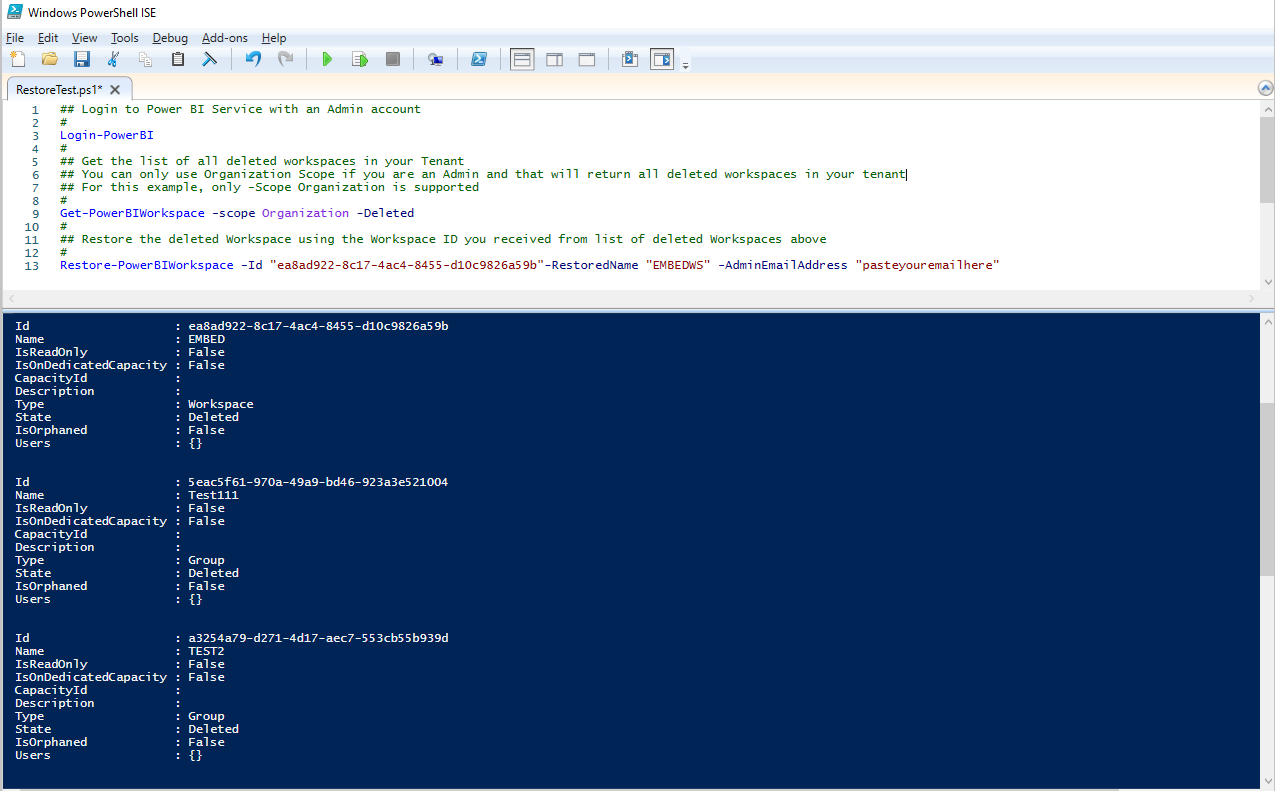 Windows PowerShell ISE
File Edit View Tools Debug Add-ons Help
RestoreTest.ps1*
1 ## Login to Power BI Service with an Admin account
2 #
3 Login-PowerBI
4 #
5 ## Get the list of all deleted workspaces in your Tenant
6 ## You can only use Organization Scope if you are an Admin and that will return all deleted workspaces in your tenant
7 ## For this example, only -Scope Organization is supported
8 #
9 Get-PowerBIWorkspace -scope Organization -Deleted
10 #
11 ## Restore the deleted Workspace using the Workspace ID you received from list of deleted Workspaces above
12 #
13 Restore-PowerBIWorkspace -Id "ea8ad922-8c17-4ac4-8455-d10c9826a59b"-RestoredName "EMBEDWS" -AdminEmailAddress "pasteyouremailhere"
Id : ea8ad922-8c17-4ac4-8455-d10c9826a59b
Name : EMBED
IsReadOnly : False
IsOnDedicatedCapacity : False
CapacityId :
Description :
Type : Workspace
State : Deleted
IsOrphaned : False
Users : {}
Id : 5eac5f61-970a-49a9-bd46-923a3e521004
Name : Test111
IsReadOnly : False
IsOnDedicatedCapacity : False
CapacityId :
Description :
Type : Group
State : Deleted
IsOrphaned : False
Users : {}
Id : a3254a79-d271-4d17-aec7-553cb55b939d
Name : TEST2
IsReadOnly : False
IsOnDedicatedCapacity : False
CapacityId :
Description :
Type : Group
State : Deleted
IsOrphaned : False
Users : {}